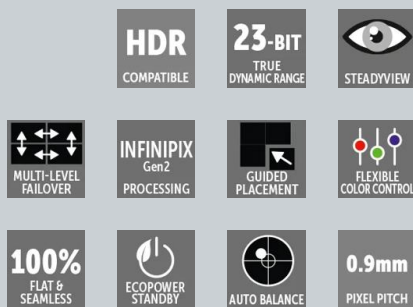 HDR
COMPATIBLE
23-BIT
TRUE
DYNAMIC RANGE
STEADYVIEW
MULTI-LEVEL
FAILOVER
INFINIPIX
Gen2
PROCESSING
GUIDED
PLACEMENT
FLEXIBLE
COLOR CONTROL
100%
FLAT &
SEAMLESS
ECOPOWER
STANDBY
AUTO BALANCE
0.9mm
PIXEL PITCH